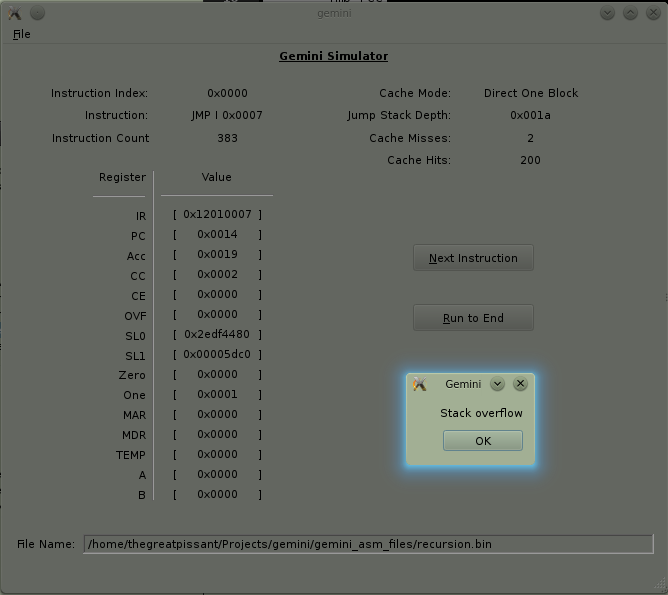 gemini
File
Gemini Simulator
Instruction Index: 0x0000 Cache Mode: Direct One Block
Instruction: JMP I 0x0007 Jump Stack Depth: 0x001a
Instruction Count 383 Cache Misses: 2
Cache Hits: 200
Register Value
IR [ 0x12010007 ]
PC [ 0x0014 ]
Acc [ 0x0019 ]
CC [ 0x0002 ]
CE [ 0x0000 ]
OVF [ 0x0000 ]
SL0 [ 0x2edf4480 ]
SL1 [ 0x00005dc0 ]
Zero [ 0x0000 ]
One [ 0x0001 ]
MAR [ 0x0000 ]
MDR [ 0x0000 ]
TEMP [ 0x0000 ]
A [ 0x0000 ]
B [ 0x0000 ]
Next Instruction
Run to End
Gemini
Stack overflow
OK
File Name: /home/thegreatpissant/Projects/gemini/gemini_asm_files/recursion.bin